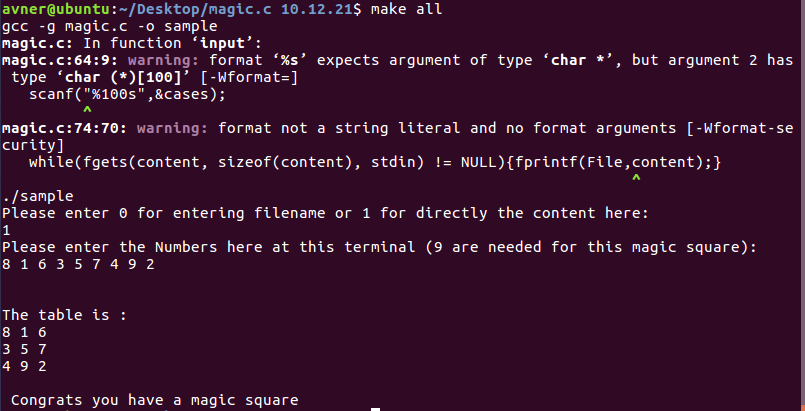 avner@ubuntu:~/Desktop/magic.c 10.12.21$ make all
gcc -g magic.c -o sample
magic.c: In function ‘input’:
magic.c:64:9: warning: format ‘%s’ expects argument of type ‘char *’, but argument 2 has
 type ‘char (*)[100]’ [-Wformat=]
   scanf("%100s",&cases);
         ^
magic.c:74:70: warning: format not a string literal and no format arguments [-Wformat-se
curity]
   while(fgets(content, sizeof(content), stdin) != NULL){fprintf(File,content);}
                                                                      ^
./sample
Please enter 0 for entering filename or 1 for directly the content here:
1
Please enter the Numbers here at this terminal (9 are needed for this magic square):
8 1 6 3 5 7 4 9 2
The table is :
8 1 6
3 5 7
4 9 2
 Congrats you have a magic square